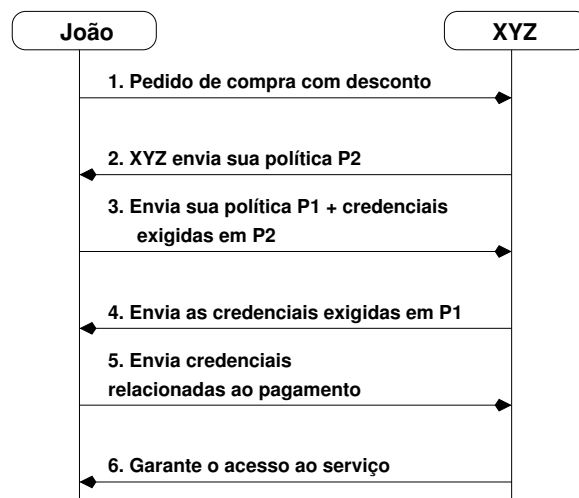 João
XYZ
1. Pedido de compra com desconto
2. XYZ envia sua política P2
3. Envia sua política P1 + credenciais
exigidas em P2
4. Envia as credenciais exigidas em P1
5. Envia credenciais
relacionadas ao pagamento
6. Garante o acesso ao serviço